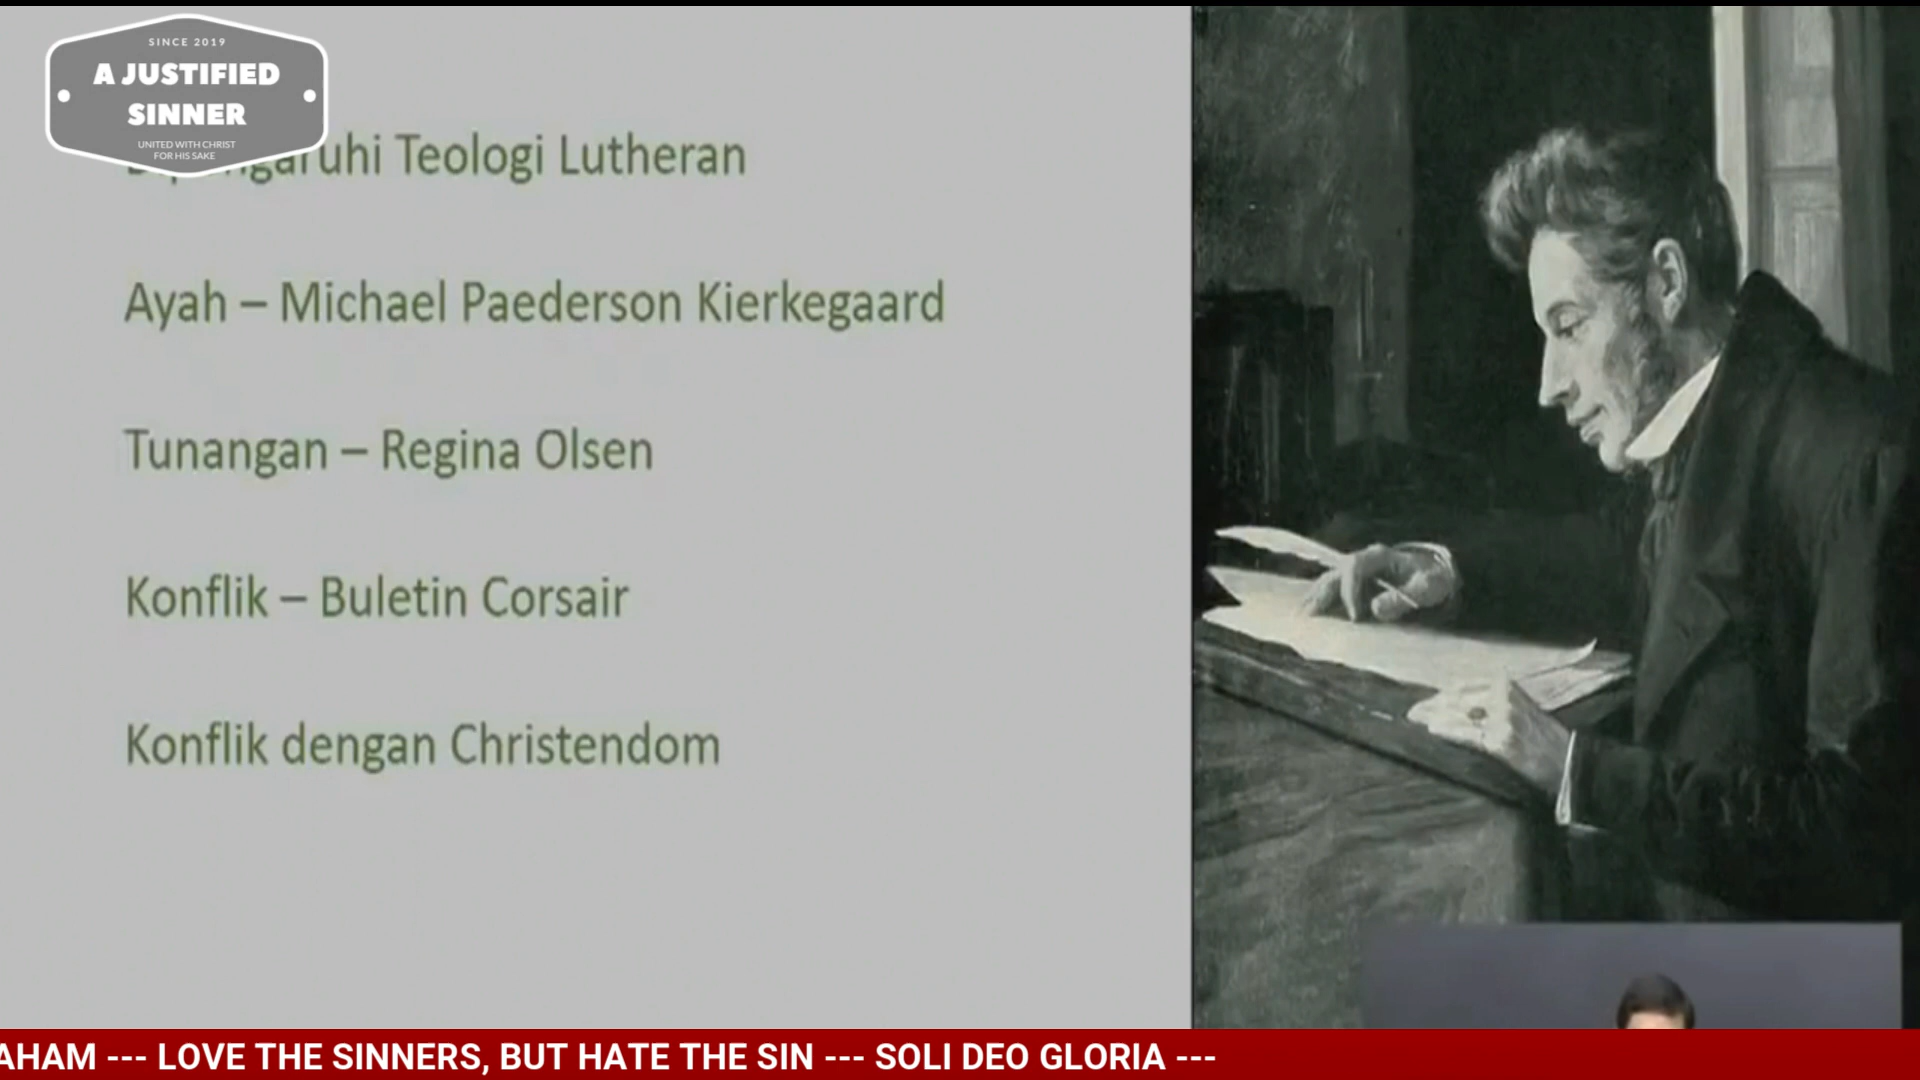 SINCE 2019
A JUSTIFIED
SINNER
UNITED WITH CHRIST
FOR HIS SAKE
Teologi Lutheran
Ayah – Michael Paederson Kierkegaard
Tunangan – Regina Olsen
Konflik – Buletin Corsair
Konflik dengan Christendom
AHAM --- LOVE THE SINNERS, BUT HATE THE SIN --- SOLI DEO GLORIA ---